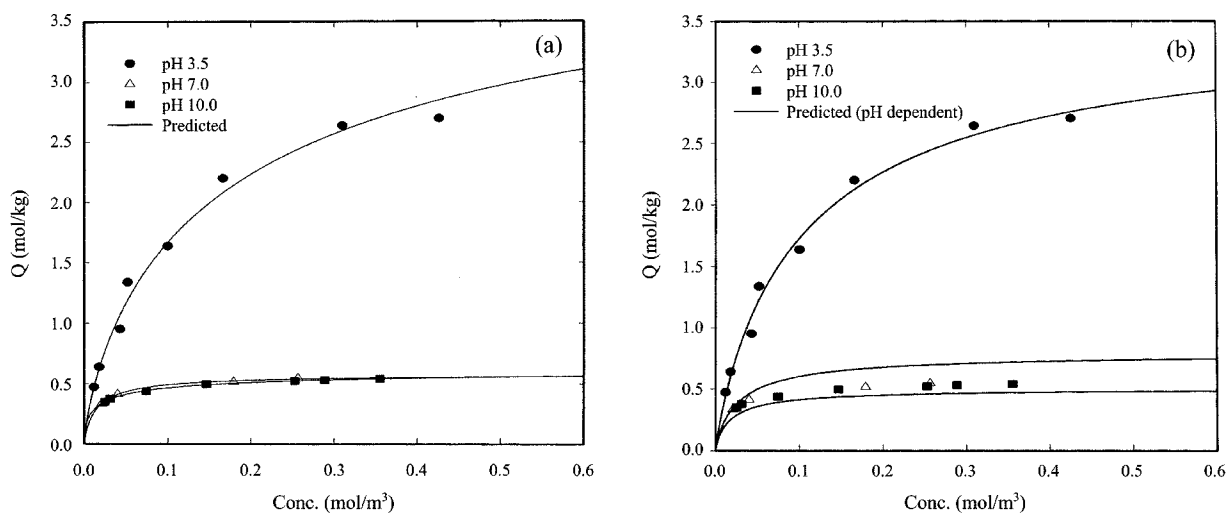 (a)
pH 3.5
pH 7.0
pH 10.0
Predicted
Q (mol/kg)
3.5
3.0
2.5
2.0
1.5
1.0
0.5
0.0
0.0 0.1 0.2 0.3 0.4 0.5 0.6
Conc. (mol/m³)
(b)
pH 3.5
pH 7.0
pH 10.0
Predicted (pH dependent)
Q (mol/kg)
3.5
3.0
2.5
2.0
1.5
1.0
0.5
0.0
0.0 0.1 0.2 0.3 0.4 0.5 0.6
Conc. (mol/m³)